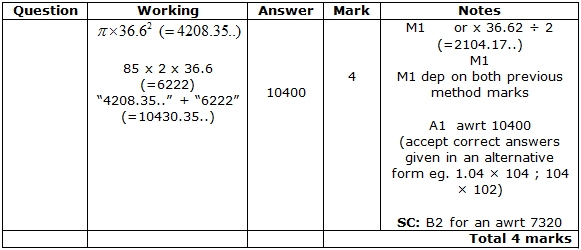 Question Working Answer Mark Notes
π×36.6² (=4208.35..)
85 x 2 x 36.6
(=6222)
“4208.35..” + “6222”
(=10430.35..)
10400
4
M1 or x 36.62 ÷ 2
(=2104.17..)
M1
M1 dep on both previous
method marks
A1 awrt 10400
(accept correct answers
given in an alternative
form eg. 1.04 × 104 ; 104
× 102)
SC: B2 for an awrt 7320
Total 4 marks